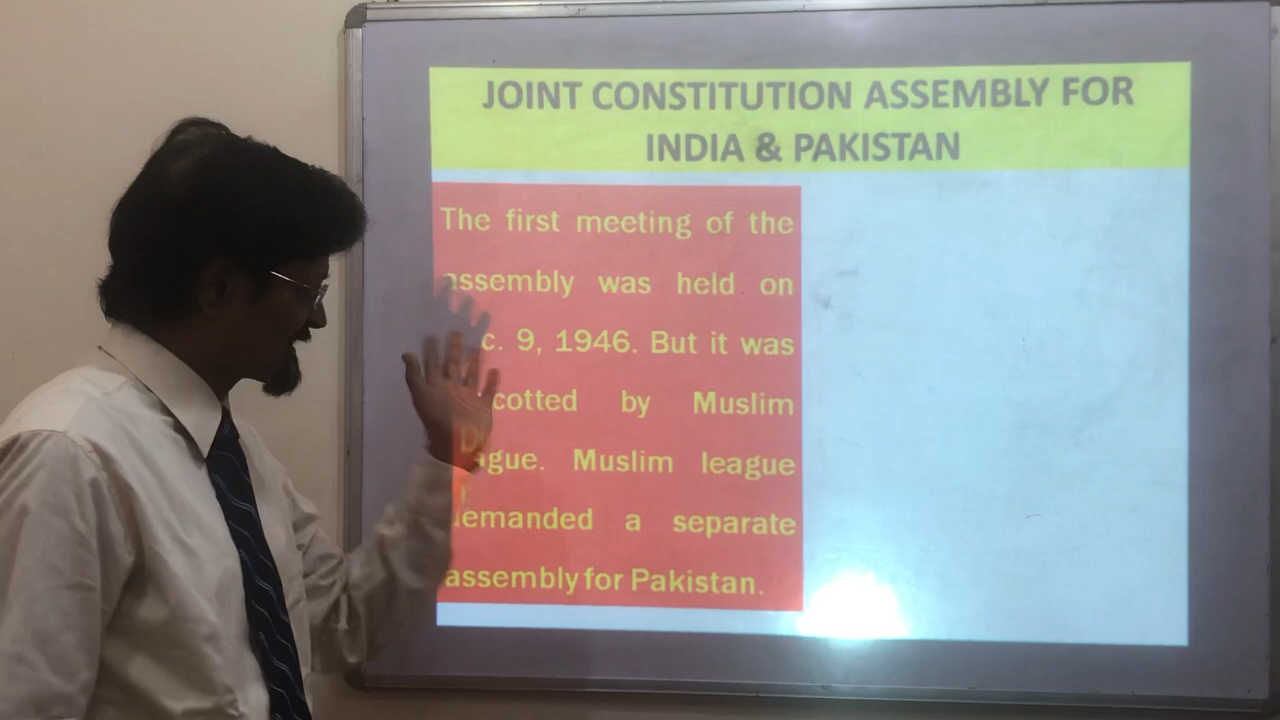 JOINT CONSTITUTION ASSEMBLY FOR
INDIA & PAKISTAN
The first meeting of the
assembly was held on
9, 1946. But it was
by Muslim
Muslim league
demanded a separate
assembly for Pakistan.